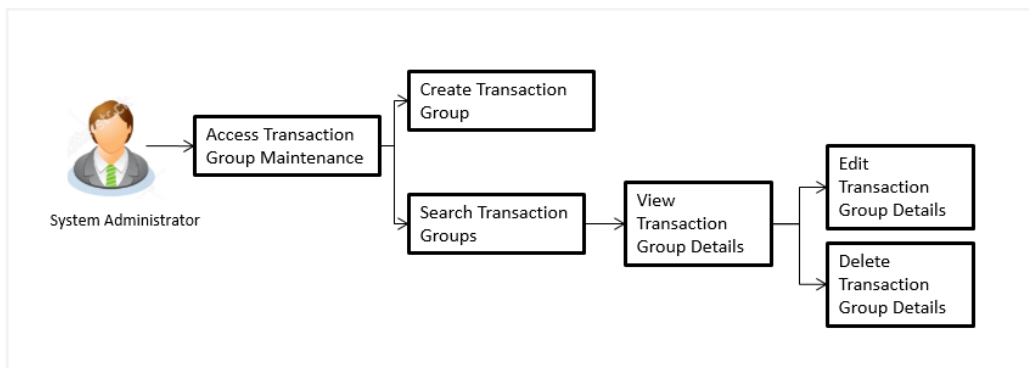 System Administrator
Access Transaction
Group Maintenance
Create Transaction
Group
Search Transaction
Groups
View
Transaction
Group Details
Edit
Transaction
Group Details
Delete
Transaction
Group Details